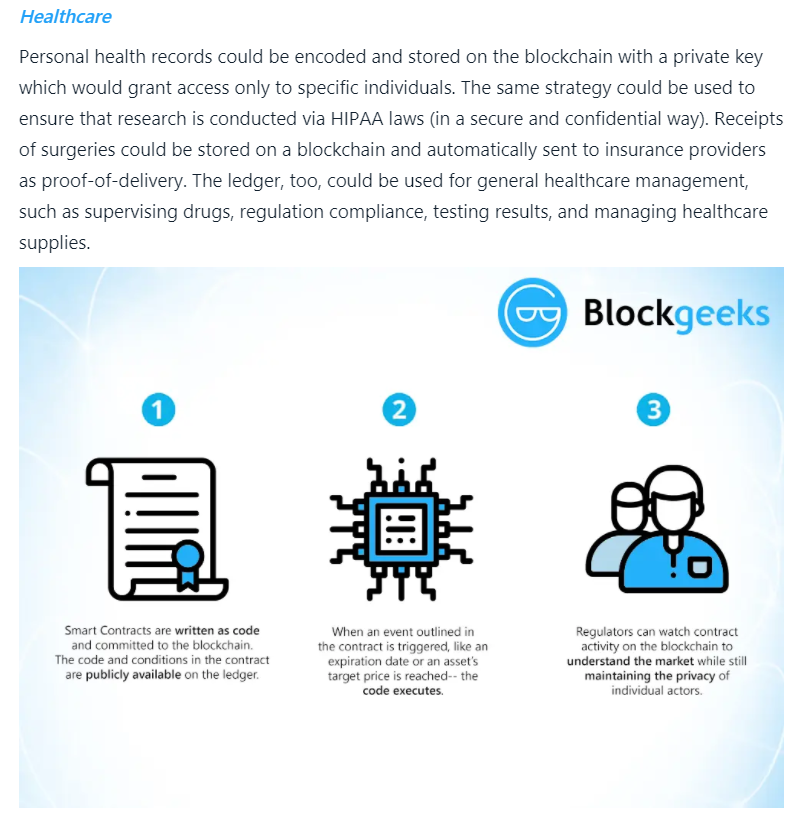 Healthcare
Personal health records could be encoded and stored on the blockchain with a private key
which would grant access only to specific individuals. The same strategy could be used to
ensure that research is conducted via HIPAA laws (in a secure and confidential way). Receipts
of surgeries could be stored on a blockchain and automatically sent to insurance providers
as proof-of-delivery. The ledger, too, could be used for general healthcare management,
such as supervising drugs, regulation compliance, testing results, and managing healthcare
supplies.
Blockgeeks
1
Smart Contracts are written as code
and committed to the blockchain.
The code and conditions in the contract
are publicly available on the ledger.
2
When an event outlined in
the contract is triggered, like an
expiration date or an asset's
target price is reached-- the
code executes.
3
Regulators can watch contract
activity on the blockchain to
understand the market while still
maintaining the privacy of
individual actors.